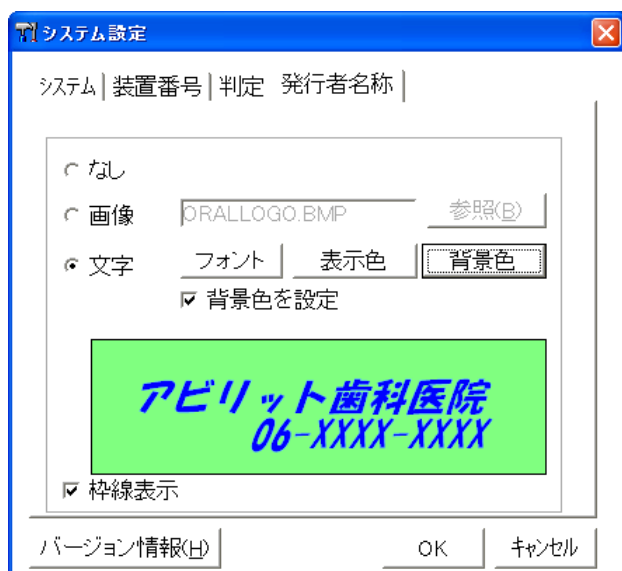 システム設定
システム 装置番号 判定 発行者名称
なし
画像 ORALLOGO.BMP 参照(B)
文字 フォント 表示色 背景色
背景色を設定
アビリット歯科医院
06-XXXX-XXXX
枠線表示
バージョン情報(H) OK キャンセル